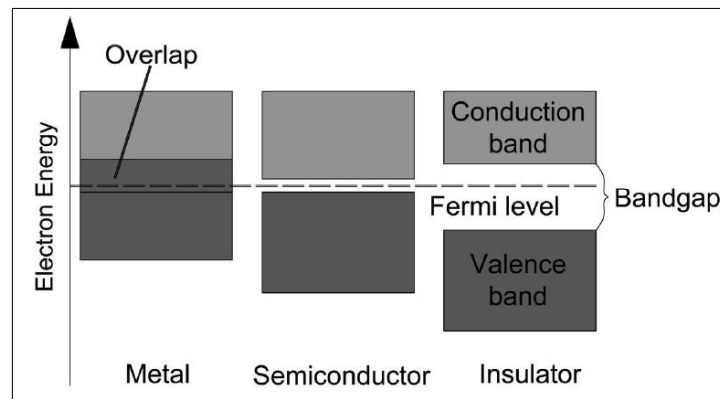 Overlap
Electron Energy
Conduction
band
Fermi level
Bandgap
Valence
band
Metal
Semiconductor
Insulator